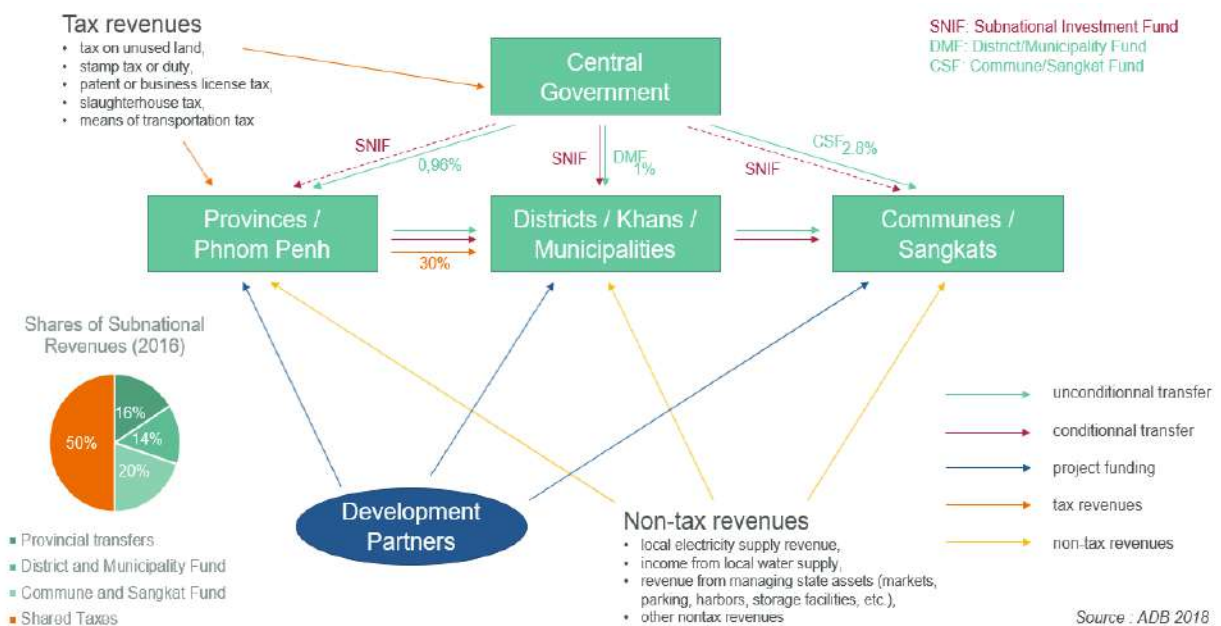 Tax revenues
• tax on unused land,
• stamp tax or duty,
• patent or business license tax,
• slaughterhouse tax,
• means of transportation tax
Central
Government
SNIF: Subnational Investment Fund
DMF: District/Municipality Fund
CSF: Commune/Sangkat Fund
SNIF
0,96%
SNIF
DMF
1%
CSF
2.8%
SNIF
Provinces /
Phnom Penh
30%
Districts / Khans /
Municipalities
Communes /
Sangkats
Shares of Subnational
Revenues (2016)
16%
50%
14%
20%
▪ Provincial transfers
▪ District and Municipality Fund
▪ Commune and Sangkat Fund
▪ Shared Taxes
Development
Partners
Non-tax revenues
• local electricity supply revenue,
• income from local water supply,
• revenue from managing state assets (markets,
parking, harbors, storage facilities, etc.),
• other nontax revenues
unconditionnal transfer
conditionnal transfer
project funding
tax revenues
non-tax revenues
Source : ADB 2018